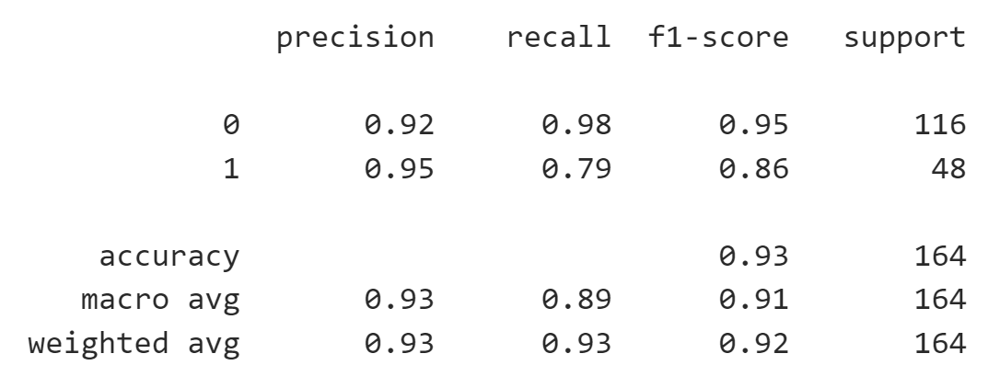 precision recall f1-score support
0 0.92 0.98 0.95 116
1 0.95 0.79 0.86 48
accuracy 0.93 164
macro avg 0.93 0.89 0.91 164
weighted avg 0.93 0.93 0.92 164